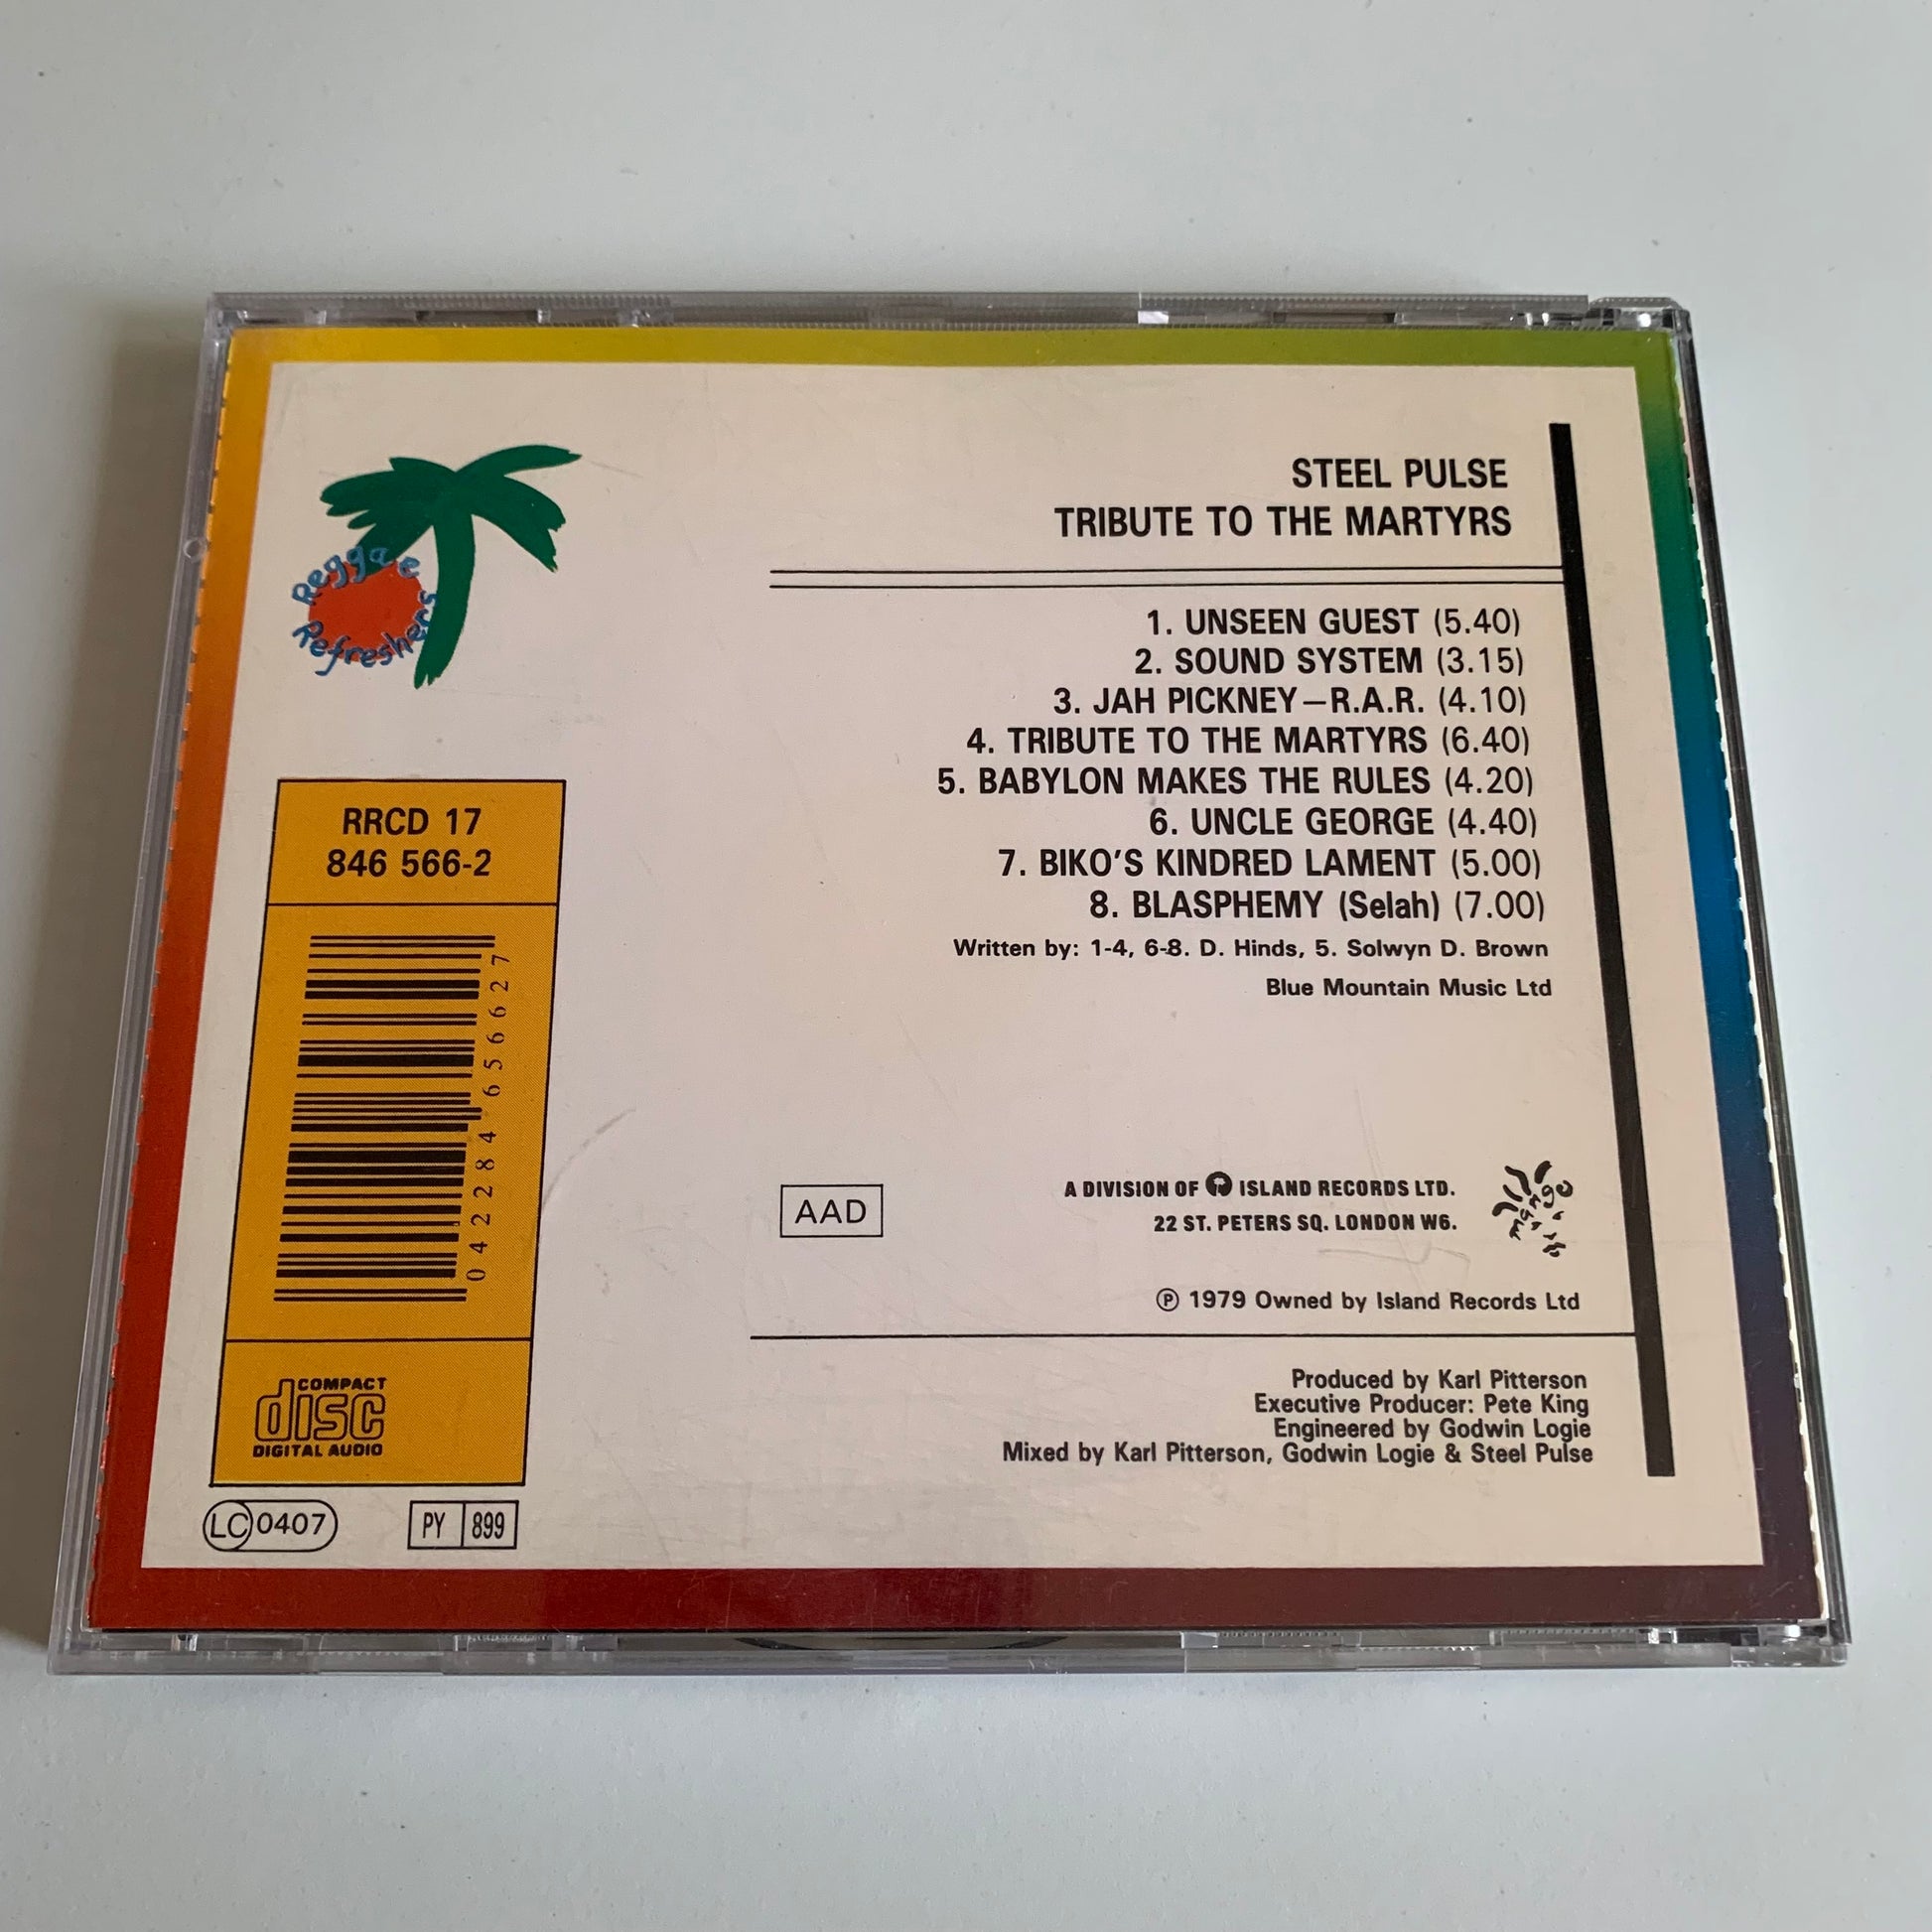 Reggae
Refreshers
STEEL PULSE
TRIBUTE TO THE MARTYRS
1. UNSEEN GUEST (5.40)
2. SOUND SYSTEM (3.15)
3. JAH PICKNEY—R.A.R. (4.10)
4. TRIBUTE TO THE MARTYRS (6.40)
5. BABYLON MAKES THE RULES (4.20)
6. UNCLE GEORGE (4.40)
7. BIKO'S KINDRED LAMENT (5.00)
8. BLASPHEMY (Selah) (7.00)
Written by: 1-4, 6-8. D. Hinds, 5. Solwyn D. Brown
Blue Mountain Music Ltd
RRCD 17
846 566-2
0 42284 65662 7
COMPACT
disc
DIGITAL AUDIO
LC 0407
PY 899
AAD
A DIVISION OF ISLAND RECORDS LTD.
22 ST. PETERS SQ. LONDON W6.
mango
℗ 1979 Owned by Island Records Ltd
Produced by Karl Pitterson
Executive Producer: Pete King
Engineered by Godwin Logie
Mixed by Karl Pitterson, Godwin Logie & Steel Pulse